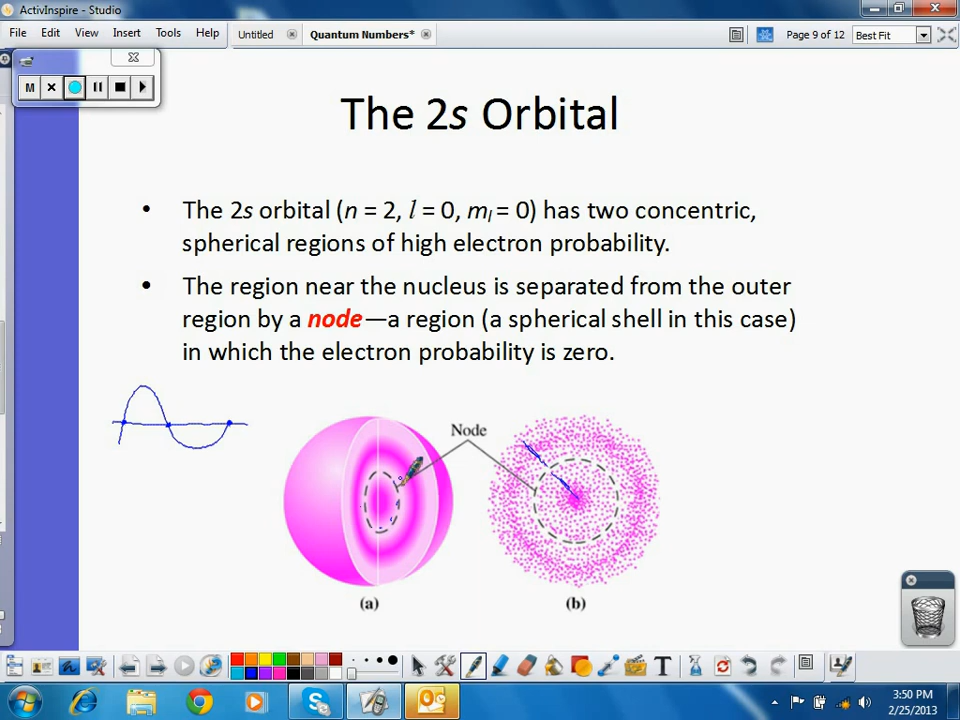 ActivInspire - Studio
File Edit View Insert Tools Help Untitled Quantum Numbers* Page 9 of 12 Best Fit
M
The 2s Orbital
• The 2s orbital (n = 2, l = 0, ml = 0) has two concentric,
spherical regions of high electron probability.
• The region near the nucleus is separated from the outer
region by a node—a region (a spherical shell in this case)
in which the electron probability is zero.
Node
(a) (b)
T
3:50 PM
2/25/2013